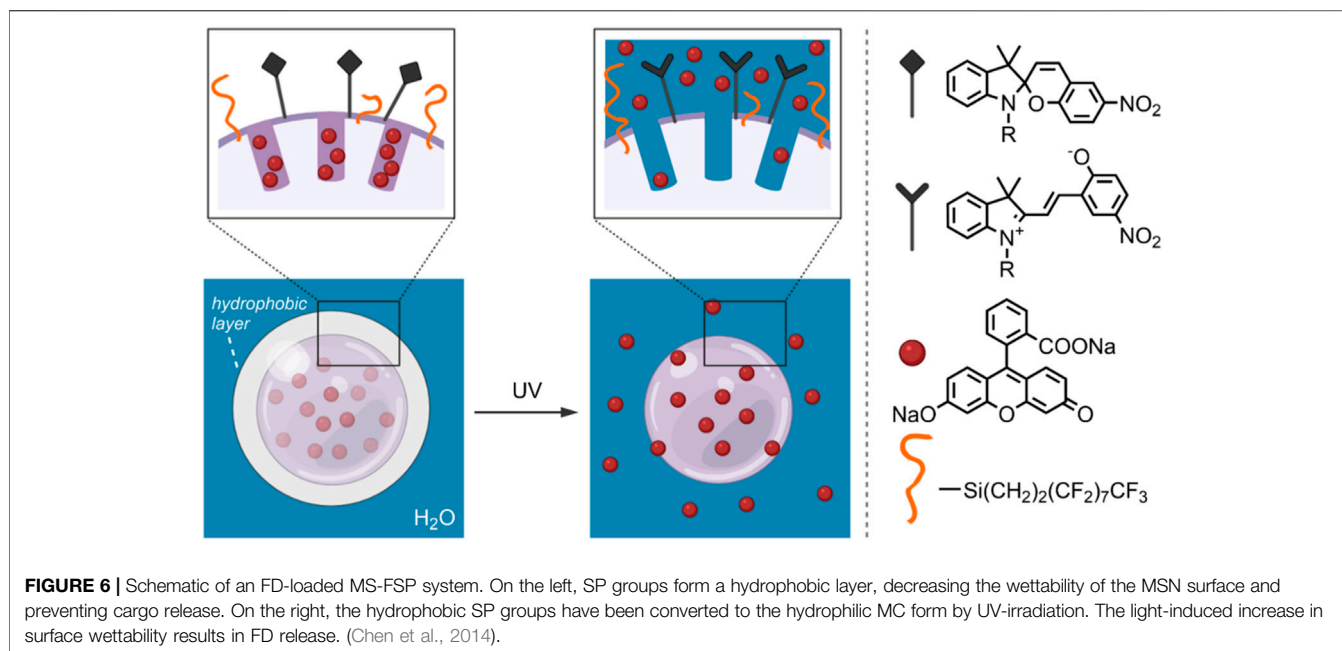 hydrophobic
layer
H₂O
UV
N
R
O
NO₂
⁻O
N⁺
R
NO₂
COONa
NaO
O
O
—Si(CH₂)₂(CF₂)₇CF₃
FIGURE 6 | Schematic of an FD-loaded MS-FSP system. On the left, SP groups form a hydrophobic layer, decreasing the wettability of the MSN surface and
preventing cargo release. On the right, the hydrophobic SP groups have been converted to the hydrophilic MC form by UV-irradiation. The light-induced increase in
surface wettability results in FD release. (Chen et al., 2014).